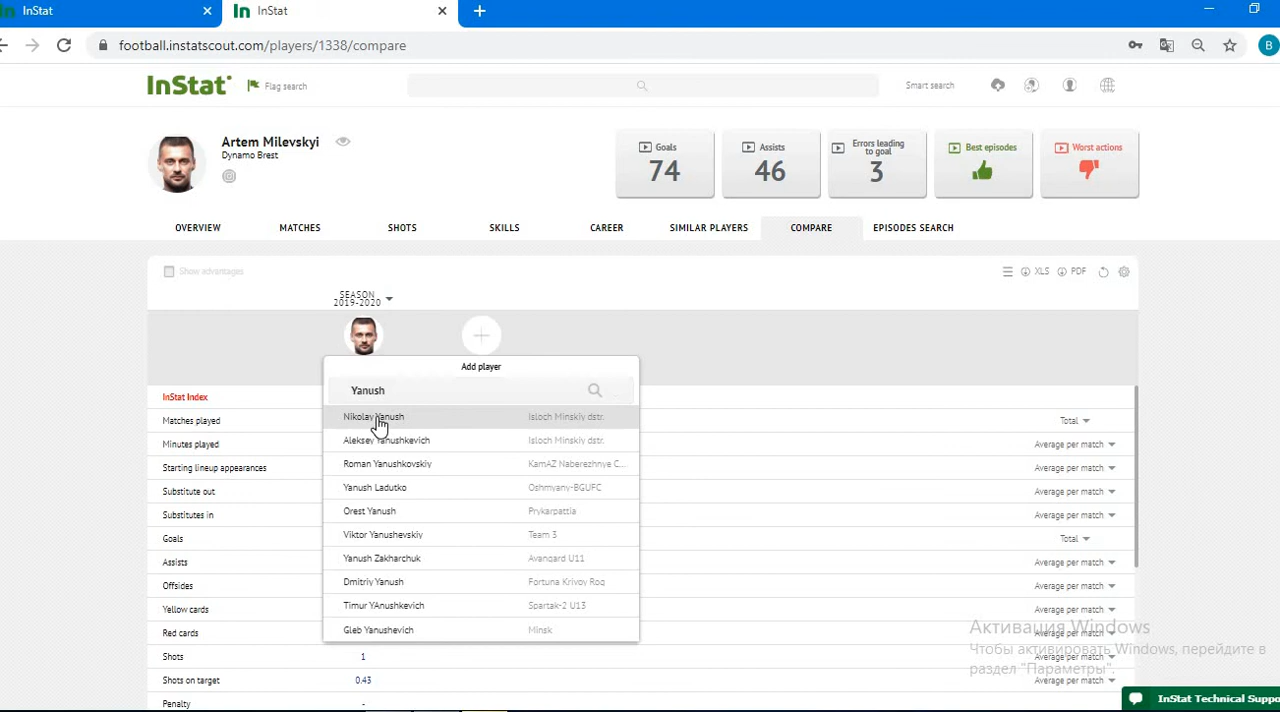 InStat
InStat
football.instatscout.com/players/1338/compare
B
InStat
Flag search
Smart search
Artem Milevskyi
Dynamo Brest
Goals
74
Assists
46
Errors leading
to goal
3
Best episodes
Worst actions
OVERVIEW
MATCHES
SHOTS
SKILLS
CAREER
SIMILAR PLAYERS
COMPARE
EPISODES SEARCH
Show advantages
XLS
PDF
SEASON
2019-2020
Add player
Yanush
Nikolay Yanush Isloch Minskiy dstr.
Aleksey Yanushkevich Isloch Minskiy dstr.
Roman Yanushkovskiy KamAZ Naberezhnye C...
Yanush Ladutko Oshmyany-BGUFC
Orest Yanush Prykarpattia
Viktor Yanushevskiy Team 3
Yanush Zakharchuk Avangard U11
Dmitriy Yanush Fortuna Krivoy Rog
Timur YAnushkevich Spartak-2 U13
Gleb Yanushevich Minsk
InStat Index
Matches played Total
Minutes played Average per match
Starting lineup appearances Average per match
Substitute out Average per match
Substitutes in Average per match
Goals Total
Assists Average per match
Offsides Average per match
Yellow cards Average per match
Red cards Average per match
Shots 1 Average per match
Shots on target 0.43 Average per match
Penalty -
Активация Windows
Чтобы активировать Windows, перейдите в
раздел "Параметры".
InStat Technical Suppo